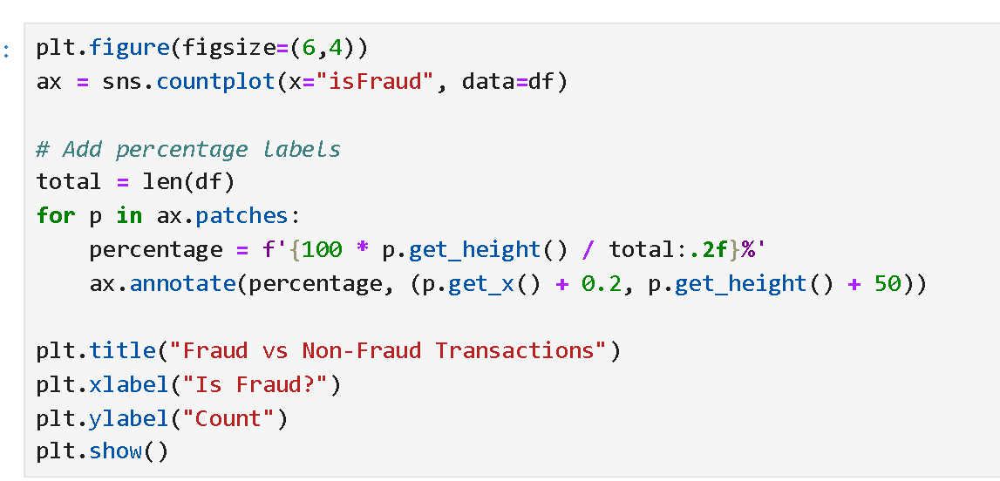 :
plt.figure(figsize=(6,4))
ax = sns.countplot(x="isFraud", data=df)
# Add percentage labels
total = len(df)
for p in ax.patches:
    percentage = f'{100 * p.get_height() / total:.2f}%'
    ax.annotate(percentage, (p.get_x() + 0.2, p.get_height() + 50))
plt.title("Fraud vs Non-Fraud Transactions")
plt.xlabel("Is Fraud?")
plt.ylabel("Count")
plt.show()